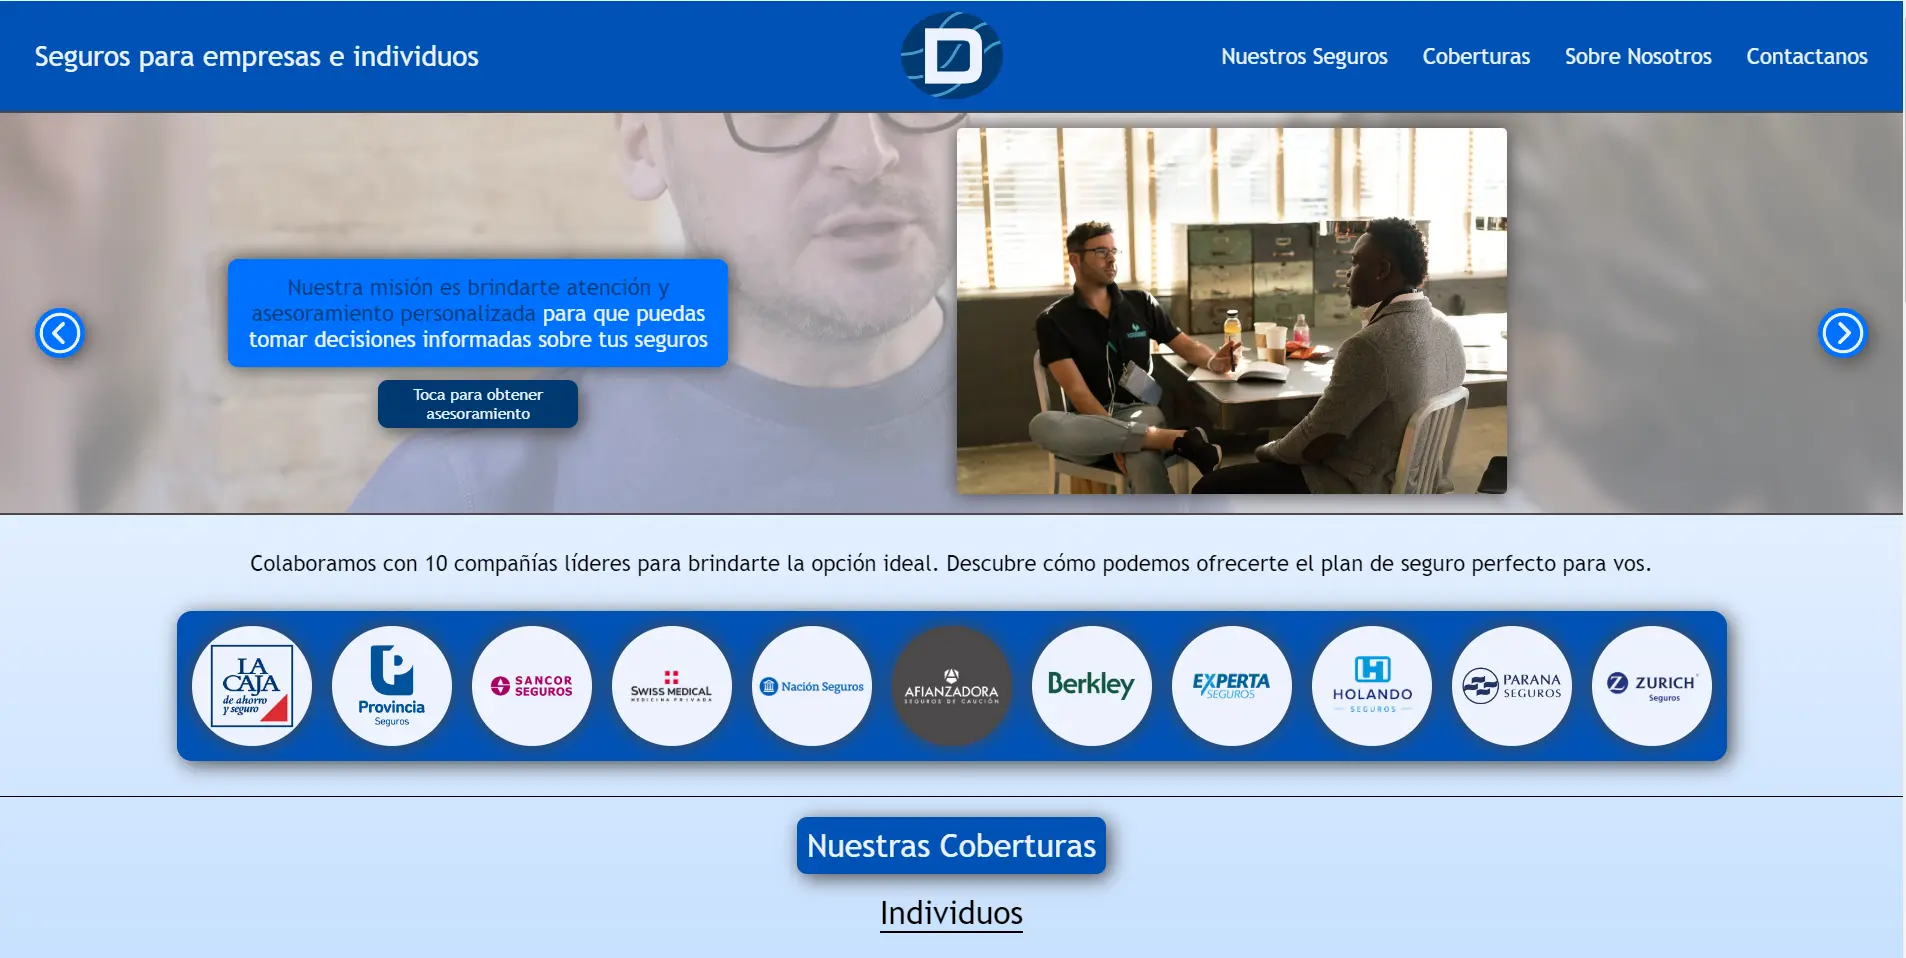 Seguros para empresas e individuos
D
Nuestros Seguros
Coberturas
Sobre Nosotros
Contactanos
Nuestra misión es brindarte atención y
asesoramiento personalizada para que puedas
tomar decisiones informadas sobre tus seguros
Toca para obtener
asesoramiento
Colaboramos con 10 compañías líderes para brindarte la opción ideal. Descubre cómo podemos ofrecerte el plan de seguro perfecto para vos.
LA
CAJA
de ahorro
y seguro
Provincia
Seguros
SANCOR
SEGUROS
SWISS MEDICAL
MEDICINA PRIVADA
Nación Seguros
AFIANZADORA
SEGUROS DE CAUCIÓN
Berkley
EXPERTA
SEGUROS
HOLANDO
SEGUROS
PARANA
SEGUROS
Z ZURICH
Seguros
Nuestras Coberturas
Individuos